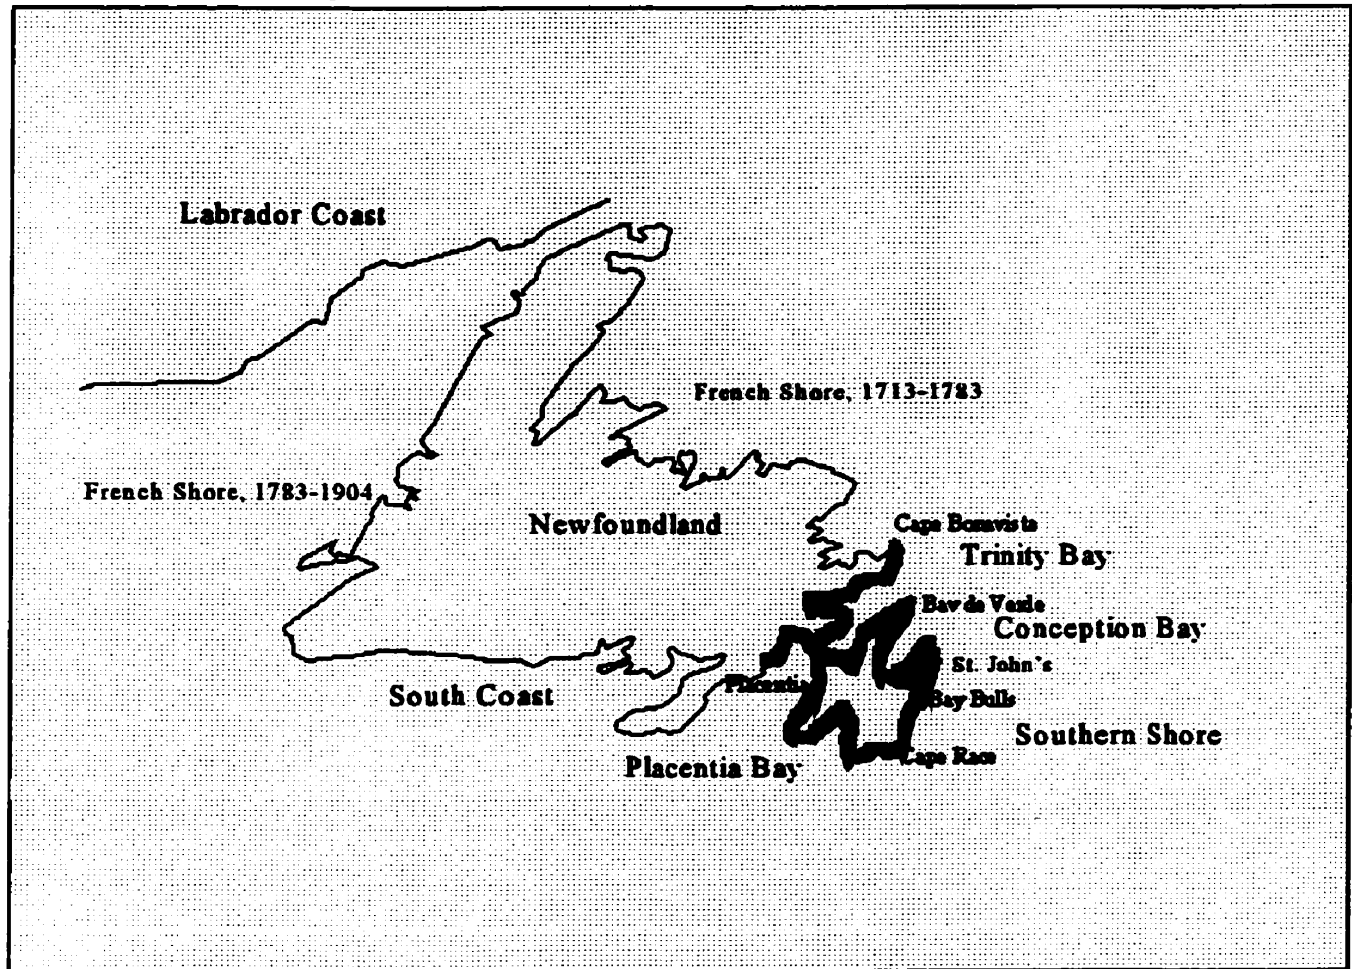 Labrador Coast
French Shore, 1713-1783
French Shore, 1783-1904
Newfoundland
Cape Bonavista
Trinity Bay
Bay de Verde
Conception Bay
St. John's
Placentia
South Coast
Bay Bulls
Southern Shore
Cape Race
Placentia Bay